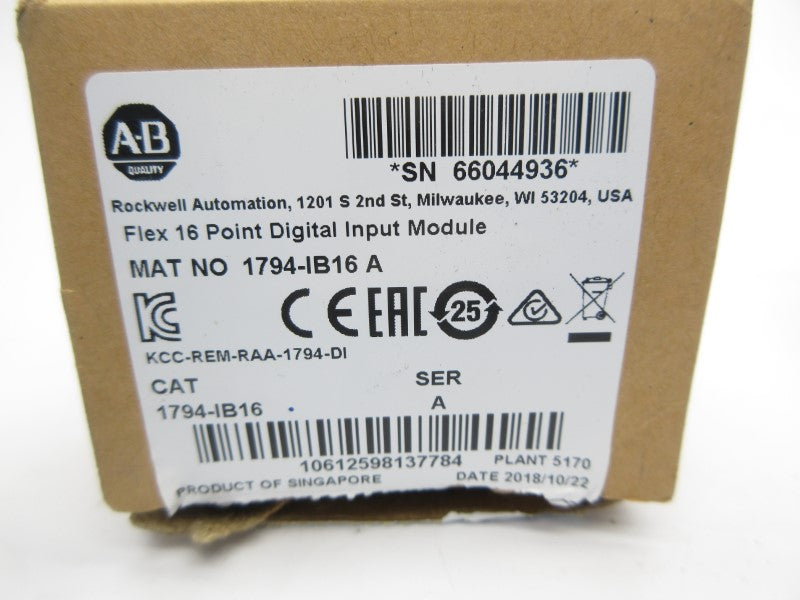 A-B
QUALITY
*SN 66044936*
Rockwell Automation, 1201 S 2nd St, Milwaukee, WI 53204, USA
Flex 16 Point Digital Input Module
MAT NO 1794-IB16 A
CE EAC 25
KCC-REM-RAA-1794-DI
CAT SER
1794-IB16 A
10612598137784 PLANT 5170
PRODUCT OF SINGAPORE DATE 2018/10/22